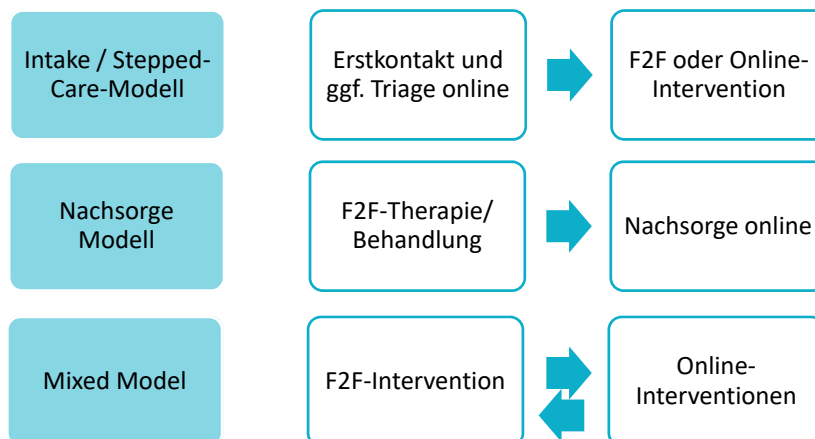 Intake / Stepped-
Care-Modell
Erstkontakt und
ggf. Triage online
F2F oder Online-
Intervention
Nachsorge
Modell
F2F-Therapie/
Behandlung
Nachsorge online
Mixed Model
F2F-Intervention
Online-
Interventionen